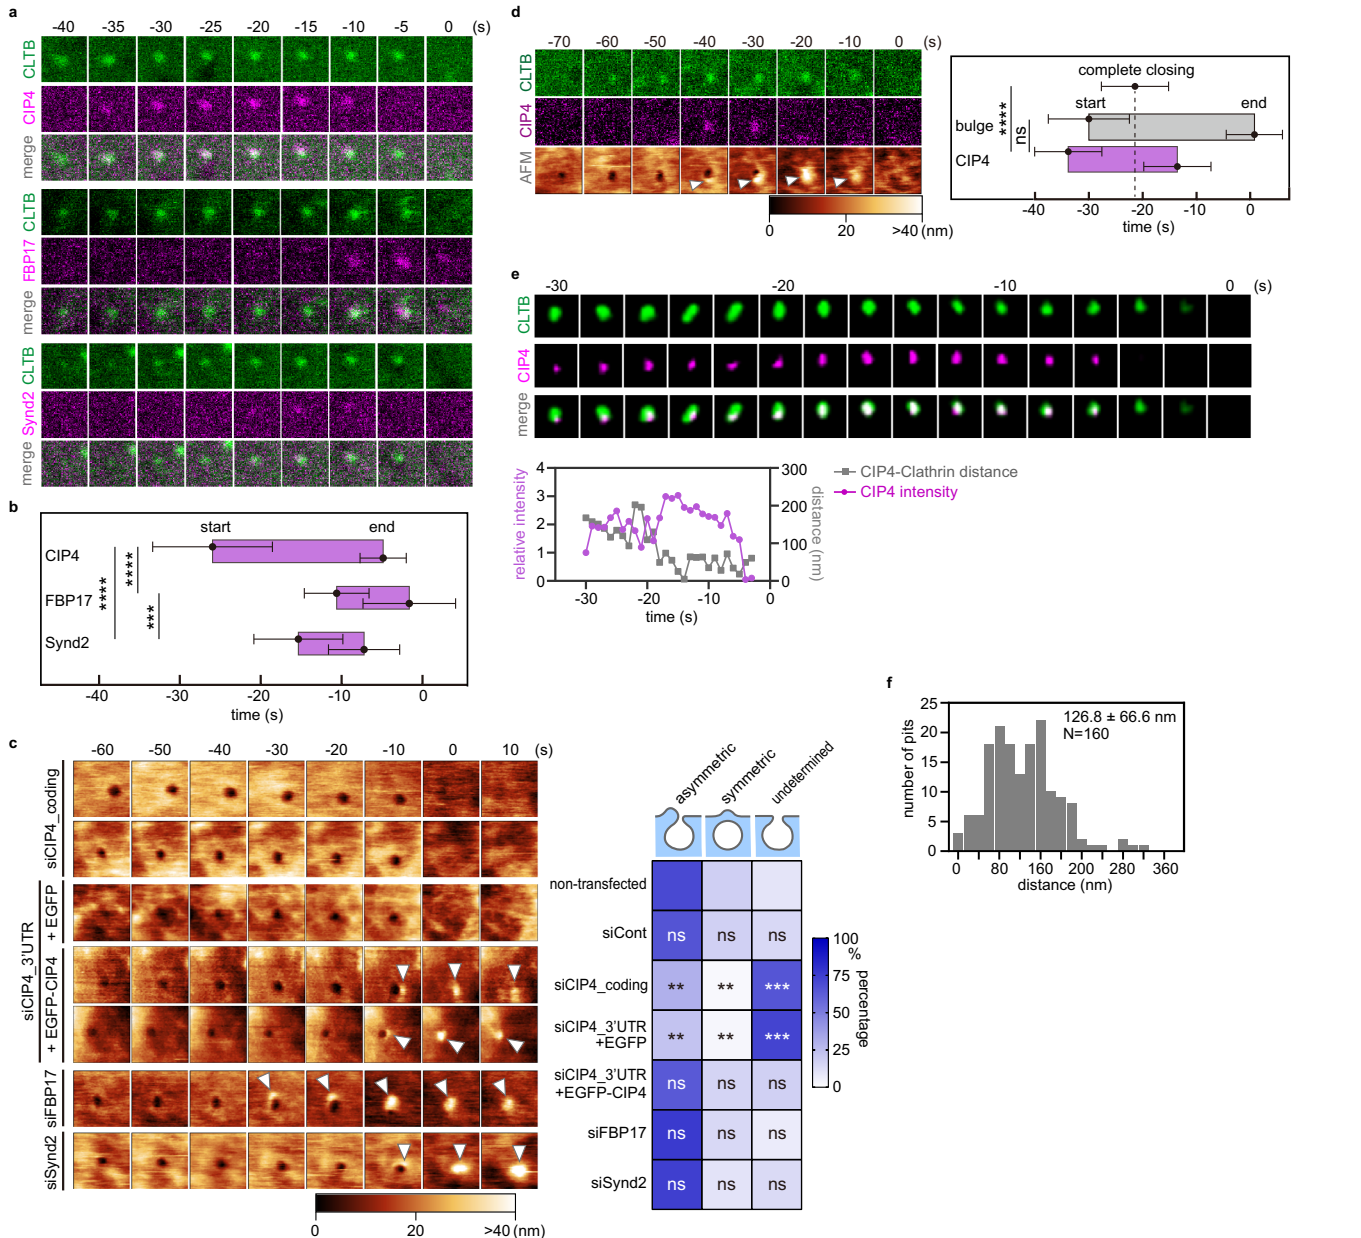 a
-40 -35 -30 -25 -20 -15 -10 -5 0 (s)
CLTB
CIP4
merge
CLTB
FBP17
merge
CLTB
Synd2
merge
b
start end
CIP4
FBP17
Synd2
****
****
***
-40 -30 -20 -10 0
time (s)
c
-60 -50 -40 -30 -20 -10 0 10 (s)
siCIP4_coding
siCIP4_3'UTR
+ EGFP
+ EGFP-CIP4
siFBP17
siSynd2
0 20 >40 (nm)
asymmetric
symmetric
undetermined
non-transfected
siCont
ns ns ns
siCIP4_coding
** ** ***
siCIP4_3'UTR
+EGFP
** ** ***
siCIP4_3'UTR
+EGFP-CIP4
ns ns ns
siFBP17
ns ns ns
siSynd2
ns ns ns
100
%
75
50
25
0
percentage
d
-70 -60 -50 -40 -30 -20 -10 0 (s)
CLTB
CIP4
AFM
0 20 >40 (nm)
complete closing
start end
bulge
CIP4
****
ns
-40 -30 -20 -10 0
time (s)
e
-30 -20 -10 0 (s)
CLTB
CIP4
merge
relative intensity
4
3
2
1
0
300
200
100
0
distance (nm)
-30 -20 -10 0
time (s)
CIP4-Clathrin distance
CIP4 intensity
f
number of pits
25
20
15
10
5
0
126.8 ± 66.6 nm
N=160
0 80 160 200 280 360
distance (nm)